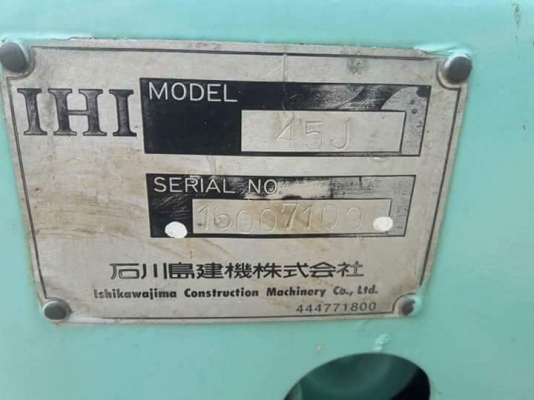 IHI
MODEL
45J
SERIAL NO.
石川島建機株式会社
Ishikawajima Construction Machinery Co., Ltd.
444771800